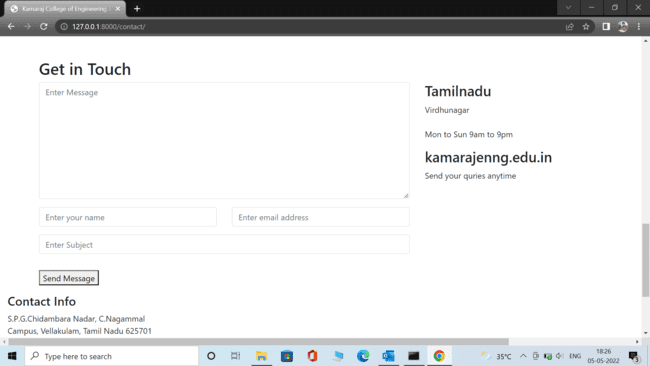 Kamaraj College of Engineering
127.0.0.1:8000/contact/
Get in Touch
Enter Message
Enter your name
Enter email address
Enter Subject
Send Message
Tamilnadu
Virdhunagar
Mon to Sun 9am to 9pm
kamarajenng.edu.in
Send your quries anytime
Contact Info
S.P.G.Chidambara Nadar, C.Nagammal
Campus, Vellakulam, Tamil Nadu 625701
Type here to search
35°C
ENG
18:26
05-05-2022
3